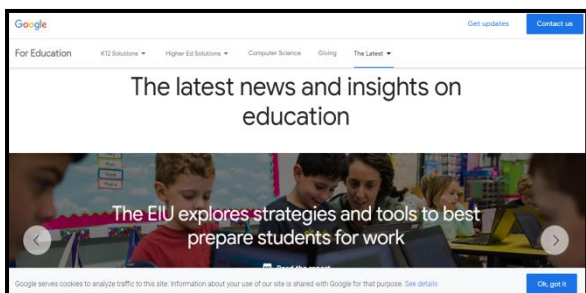 Google
Get updates
Contact us
For Education
K12 Solutions
Higher Ed Solutions
Computer Science
Giving
The Latest
The latest news and insights on
education
The EIU explores strategies and tools to best
prepare students for work
Read the report
Google serves cookies to analyze traffic to this site. Information about your use of our site is shared with Google for that purpose. See details
Ok, got it